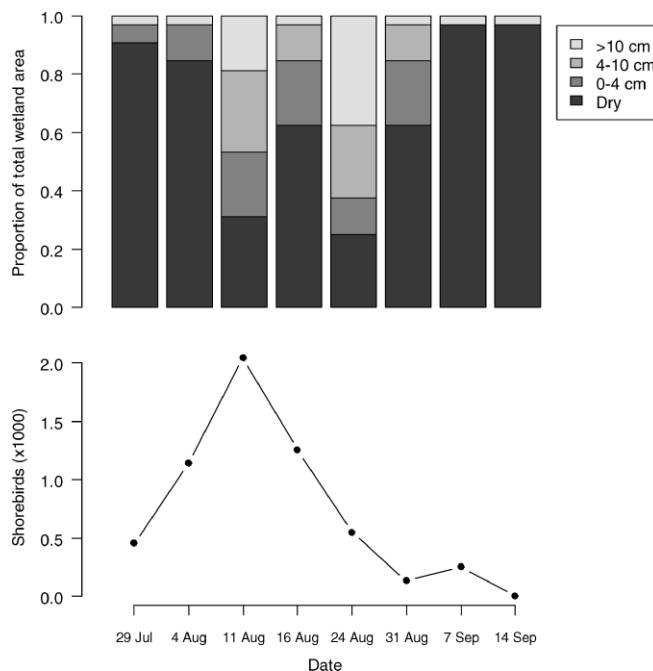 Proportion of total wetland area
1.0
0.8
0.6
0.4
0.2
0.0
>10 cm
4-10 cm
0-4 cm
Dry
Shorebirds (x1000)
2.0
1.5
1.0
0.5
0.0
29 Jul 4 Aug 11 Aug 16 Aug 24 Aug 31 Aug 7 Sep 14 Sep
Date